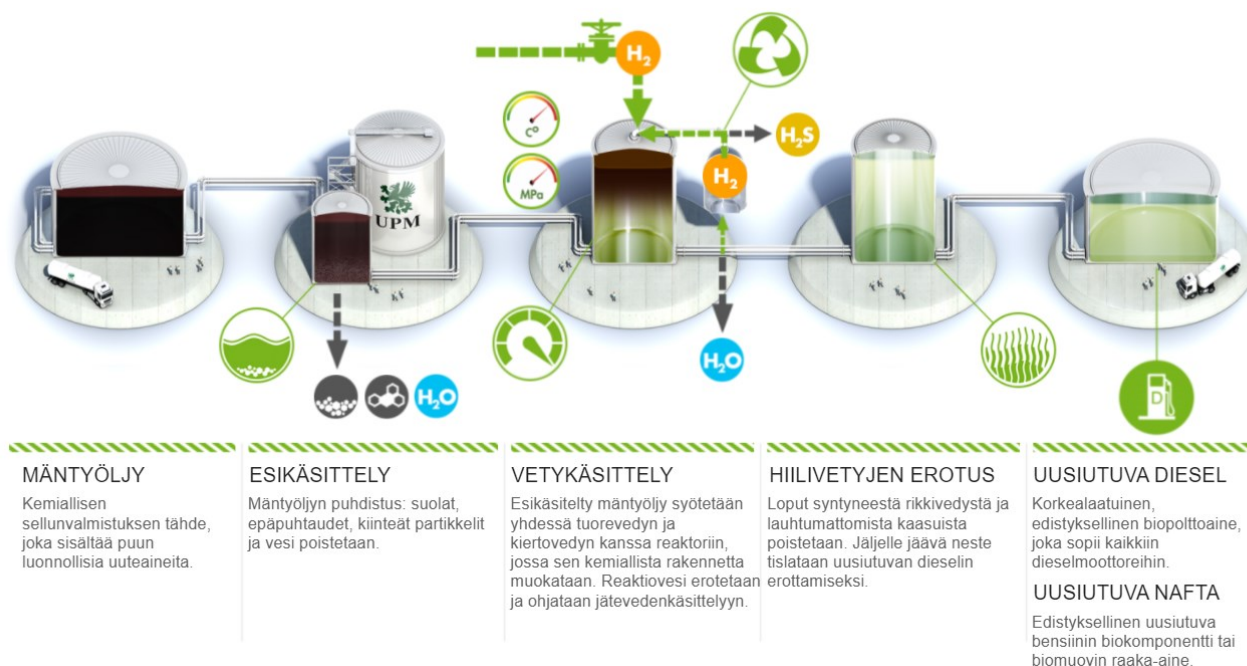 H2
C°
MPa
UPM
H2
H2S
H2O
H2O
D
MÄNTYÖLJY
Kemiallisen
sellunvalmistuksen tähde,
joka sisältää puun
luonnollisia uuteaineita.
ESIKÄSITTELY
Mäntyöljyn puhdistus: suolat,
epäpuhtaudet, kiinteät partikkelit
ja vesi poistetaan.
VETYKÄSITTELY
Esikäsitelty mäntyöljy syötetään
yhdessä tuorevedyn ja
kiertovedyn kanssa reaktoriin,
jossa sen kemiallista rakennetta
muokataan. Reaktiovesi erotetaan
ja ohjataan jätevedenkäsittelyyn.
HIILIVETYJEN EROTUS
Loput syntyneestä rikkivedystä ja
lauhtumattomista kaasuista
poistetaan. Jäljelle jäävä neste
tislataan uusiutuvan dieselin
erottamiseksi.
UUSIUTUVA DIESEL
Korkealaatuinen,
edistyksellinen biopolttoaine,
joka sopii kaikkiin
dieselmoottoreihin.
UUSIUTUVA NAFTA
Edistyksellinen uusiutuva
bensiinin biokomponentti tai
biomuovin raaka-aine.